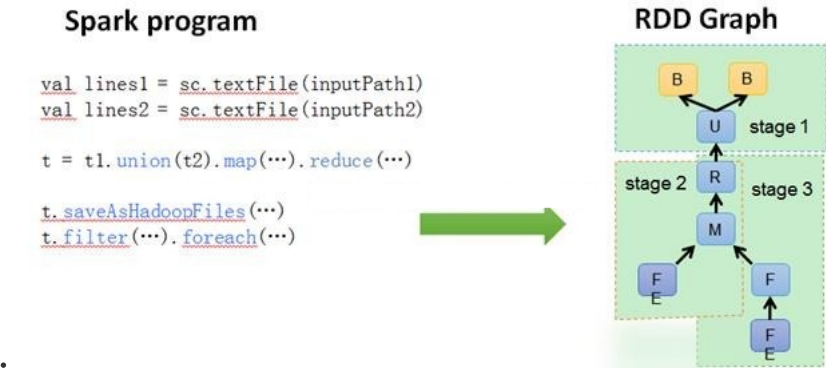 Spark program
val lines1 = sc.textFile(inputPath1)
val lines2 = sc.textFile(inputPath2)
t = t1.union(t2).map(…).reduce(…)
t.saveAsHadoopFiles(…)
t.filter(…).foreach(…)
RDD Graph
B B
U stage 1
stage 2 R stage 3
M
F
E
F
F
E